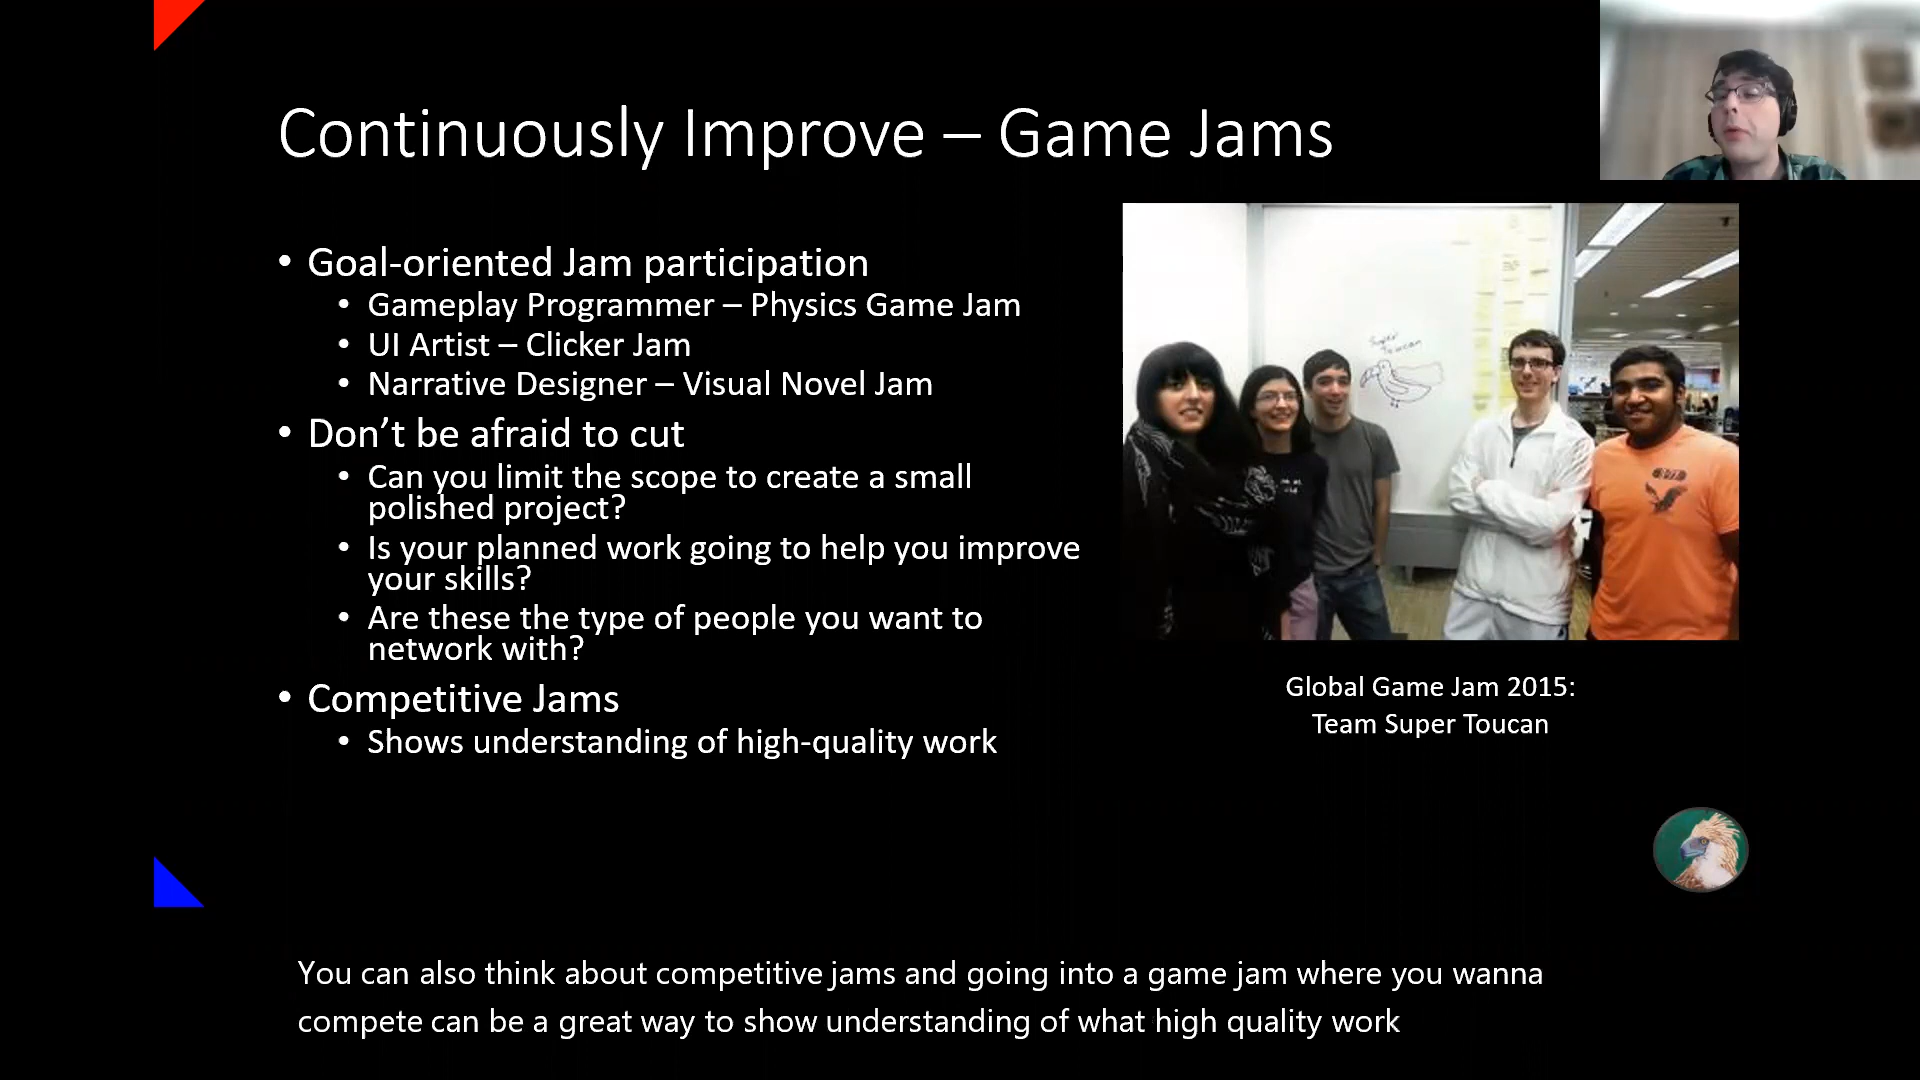 Continuously Improve – Game Jams
• Goal-oriented Jam participation
• Gameplay Programmer – Physics Game Jam
• UI Artist – Clicker Jam
• Narrative Designer – Visual Novel Jam
• Don’t be afraid to cut
• Can you limit the scope to create a small
polished project?
• Is your planned work going to help you improve
your skills?
• Are these the type of people you want to
network with?
• Competitive Jams
• Shows understanding of high-quality work
Super
Toucan
Global Game Jam 2015:
Team Super Toucan
You can also think about competitive jams and going into a game jam where you wanna
compete can be a great way to show understanding of what high quality work